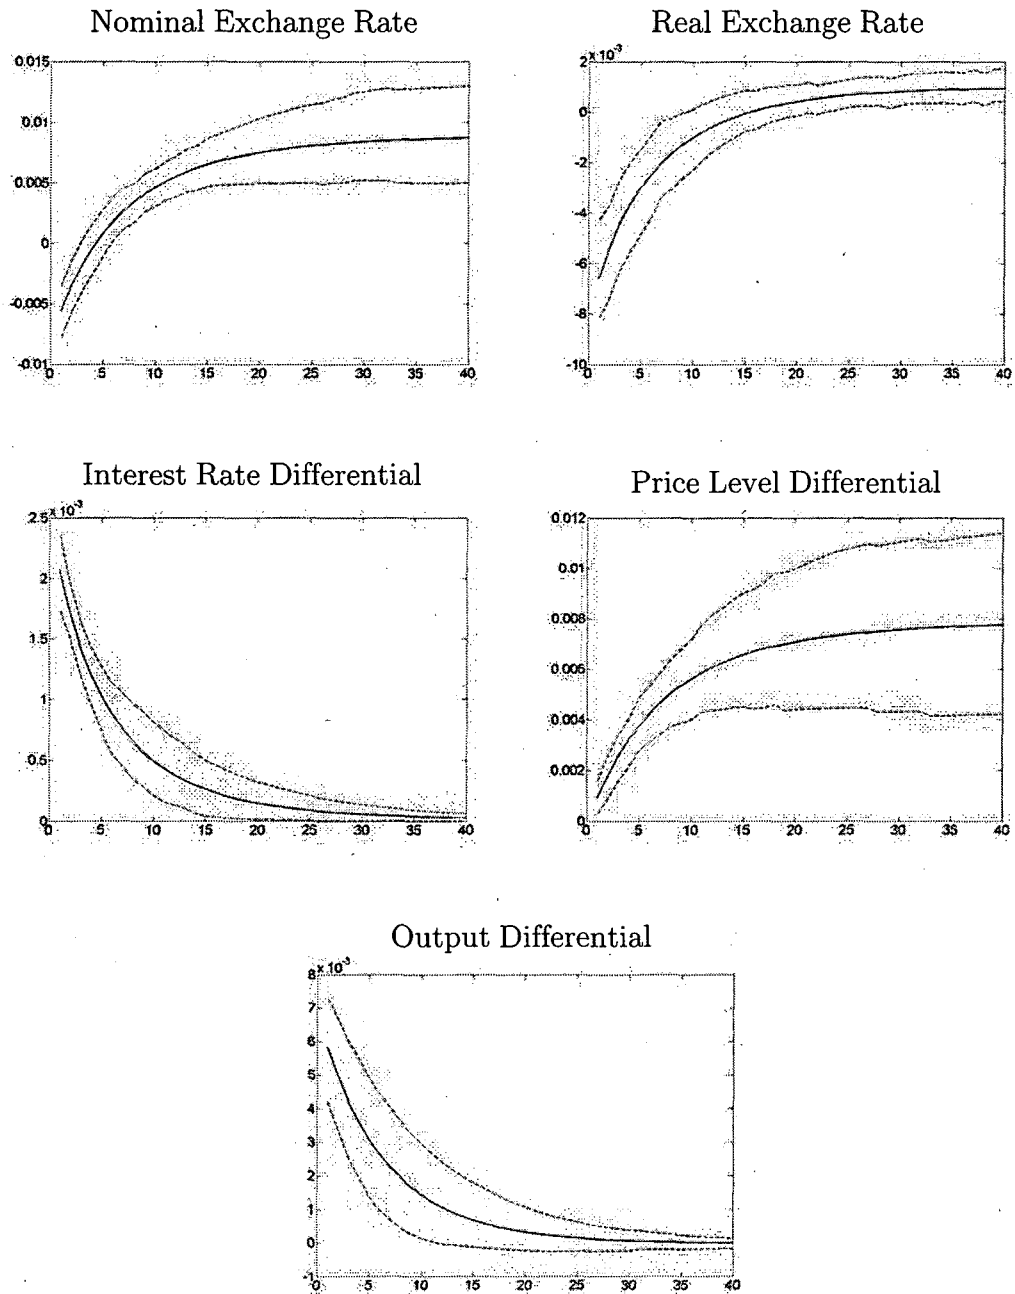 Nominal Exchange Rate
0.015
0.01
0.005
0
-0.005
-0.01
0 5 10 15 20 25 30 35 40
Real Exchange Rate
x 10⁻³
2
0
-2
-4
-6
-8
-10
0 5 10 15 20 25 30 35 40
Interest Rate Differential
x 10⁻³
2.5
2
1.5
1
0.5
0
0 5 10 15 20 25 30 35 40
Price Level Differential
0.012
0.01
0.008
0.006
0.004
0.002
0
0 5 10 15 20 25 30 35 40
Output Differential
x 10⁻³
8
7
6
5
4
3
2
1
0
-1
0 5 10 15 20 25 30 35 40